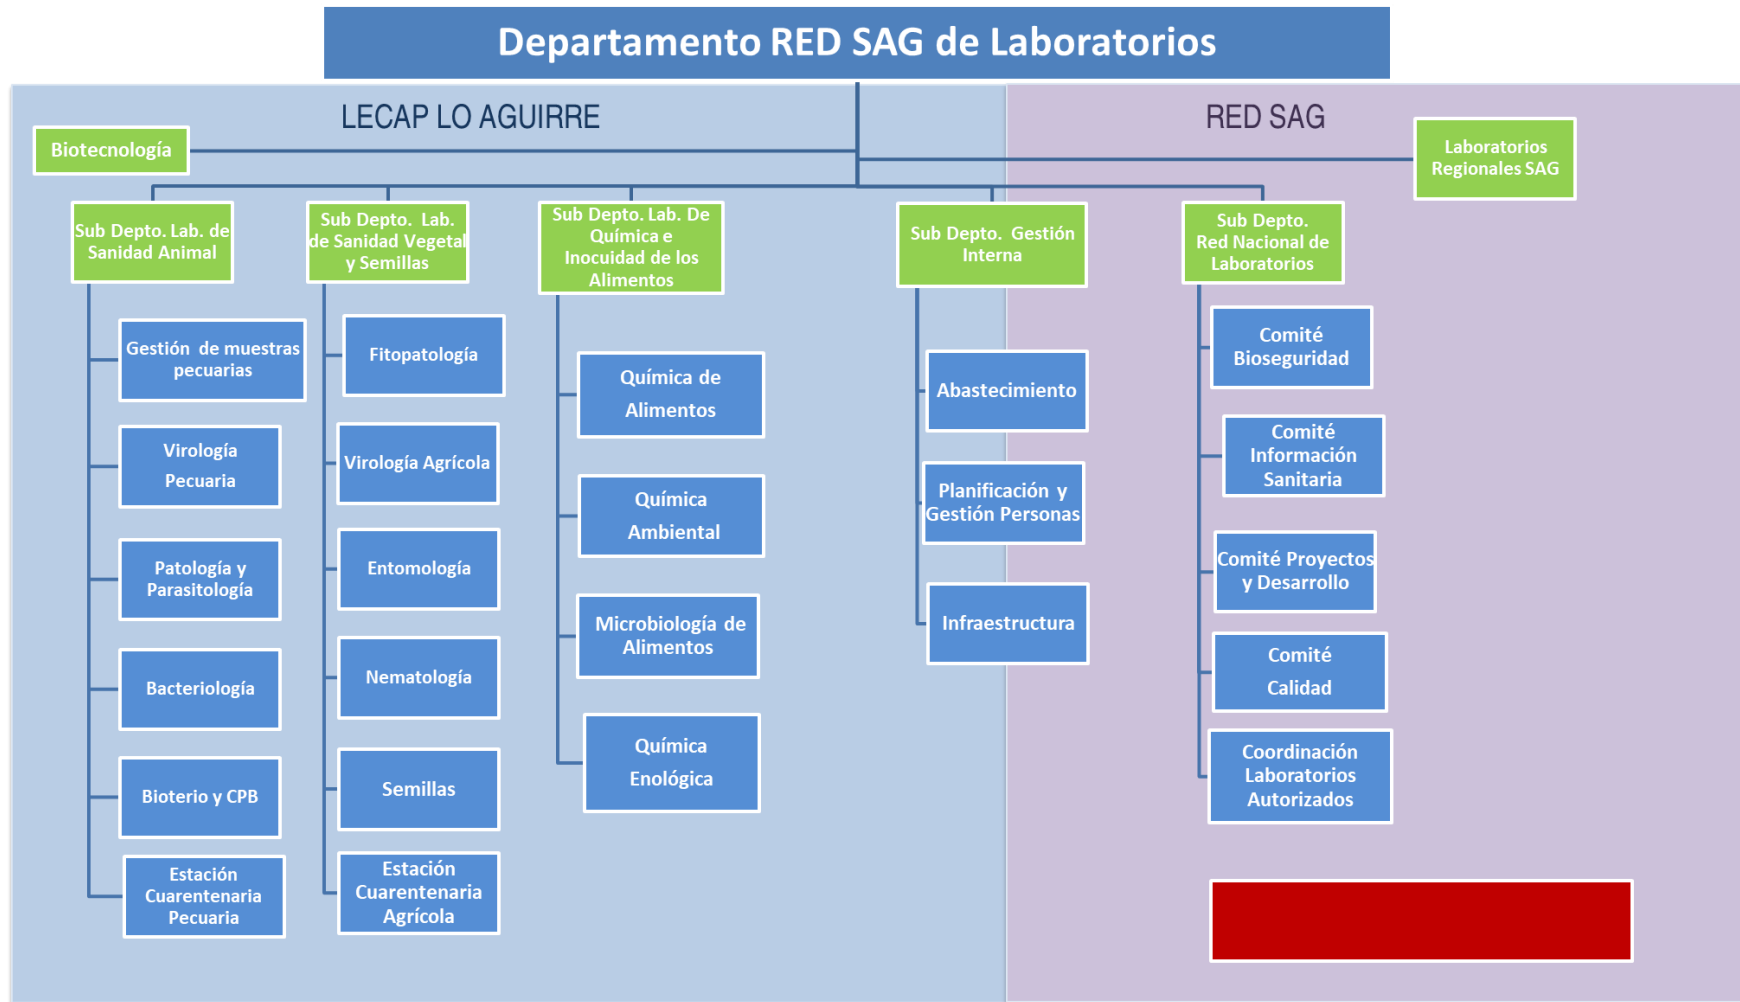 Departamento RED SAG de Laboratorios
LECAP LO AGUIRRE
RED SAG
Biotecnología
Laboratorios
Regionales SAG
Sub Depto. Lab. de
Sanidad Animal
Gestión de muestras
pecuarias
Virología
Pecuaria
Patología y
Parasitología
Bacteriología
Bioterio y CPB
Estación
Cuarentenaria
Pecuaria
Sub Depto. Lab.
de Sanidad Vegetal
y Semillas
Fitopatología
Virología Agrícola
Entomología
Nematología
Semillas
Estación
Cuarentenaria
Agrícola
Sub Depto. Lab. De
Química e
Inocuidad de los
Alimentos
Química de
Alimentos
Química
Ambiental
Microbiología de
Alimentos
Química
Enológica
Sub Depto. Gestión
Interna
Abastecimiento
Planificación y
Gestión Personas
Infraestructura
Sub Depto.
Red Nacional de
Laboratorios
Comité
Bioseguridad
Comité
Información
Sanitaria
Comité Proyectos
y Desarrollo
Comité
Calidad
Coordinación
Laboratorios
Autorizados